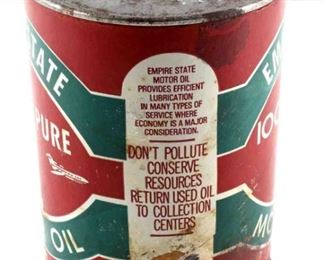 STATE
PURE
OIL
EMPIRE STATE
MOTOR OIL
PROVIDES EFFICIENT
LUBRICATION
IN MANY TYPES OF
SERVICE WHERE
ECONOMY IS A MAJOR
CONSIDERATION.
DON'T POLLUTE
CONSERVE
RESOURCES
RETURN USED OIL
TO COLLECTION
CENTERS
EM
100
MO